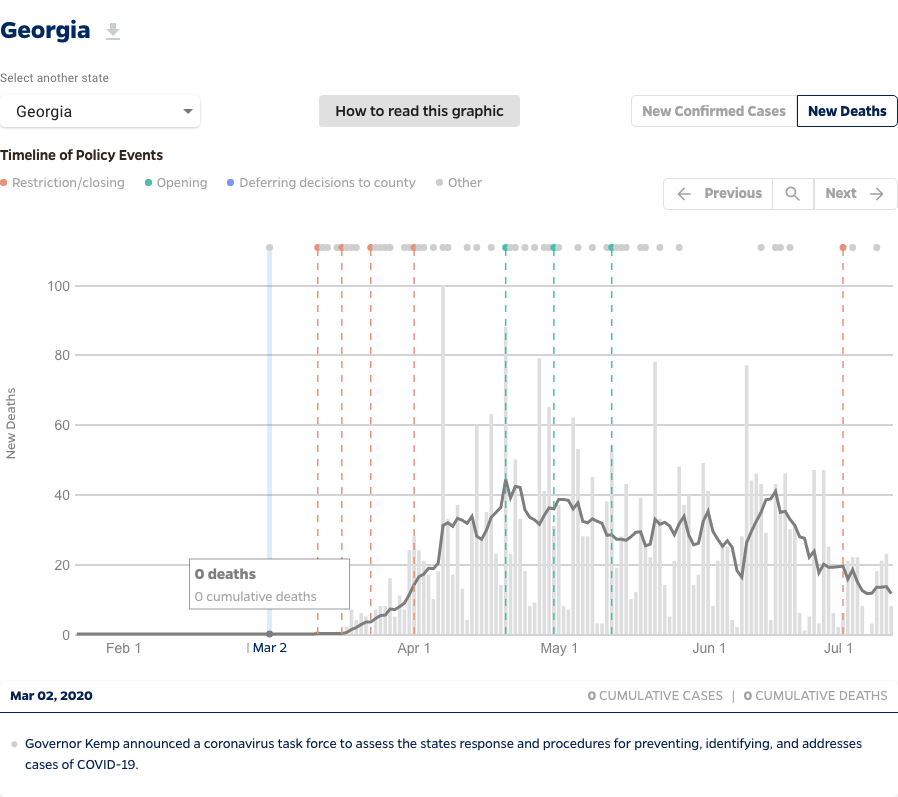 Georgia
Select another state
Georgia
How to read this graphic
New Confirmed Cases
New Deaths
Timeline of Policy Events
Restriction/closing
Opening
Deferring decisions to county
Other
Previous
Next
100
80
60
40
20
0
New Deaths
0 deaths
0 cumulative deaths
Feb 1
Mar 2
Apr 1
May 1
Jun 1
Jul 1
Mar 02, 2020
0 CUMULATIVE CASES | 0 CUMULATIVE DEATHS
Governor Kemp announced a coronavirus task force to assess the states response and procedures for preventing, identifying, and addresses
cases of COVID-19.